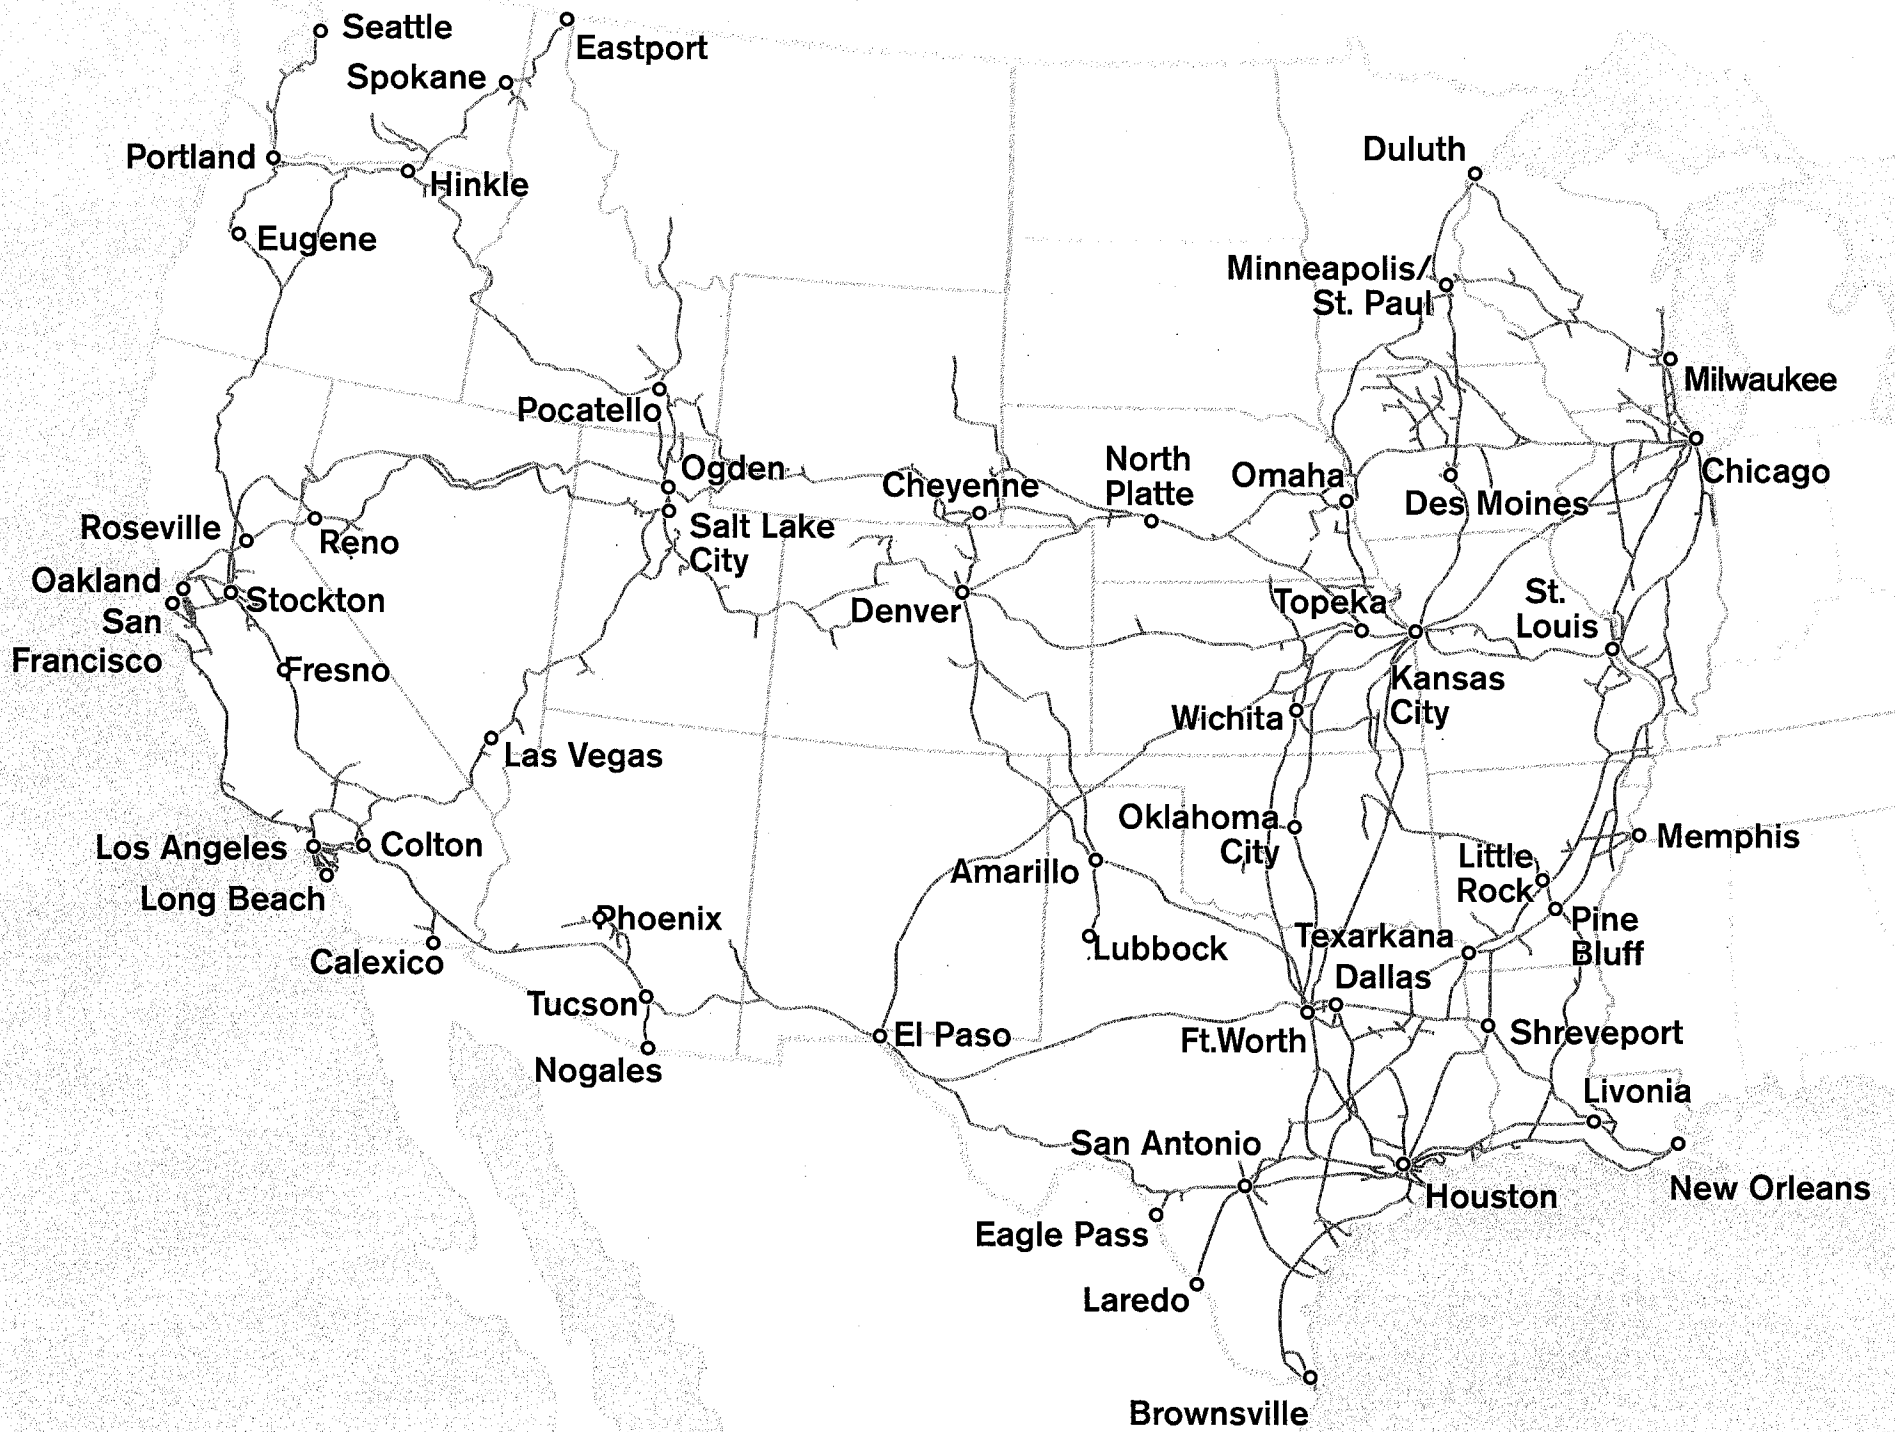 Seattle
Eastport
Spokane
Portland
Hinkle
Eugene
Duluth
Minneapolis/
St. Paul
Milwaukee
Pocatello
Chicago
Ogden
Cheyenne
North
Platte
Omaha
Des Moines
Roseville
Reno
Salt Lake
City
Oakland
Stockton
San
Francisco
Denver
Topeka
St.
Louis
Fresno
Kansas
City
Wichita
Las Vegas
Oklahoma
City
Memphis
Los Angeles
Colton
Long Beach
Amarillo
Little
Rock
Phoenix
Calexico
Lubbock
Texarkana
Pine
Bluff
Dallas
Tucson
El Paso
Ft.Worth
Shreveport
Nogales
Livonia
San Antonio
Houston
New Orleans
Eagle Pass
Laredo
Brownsville